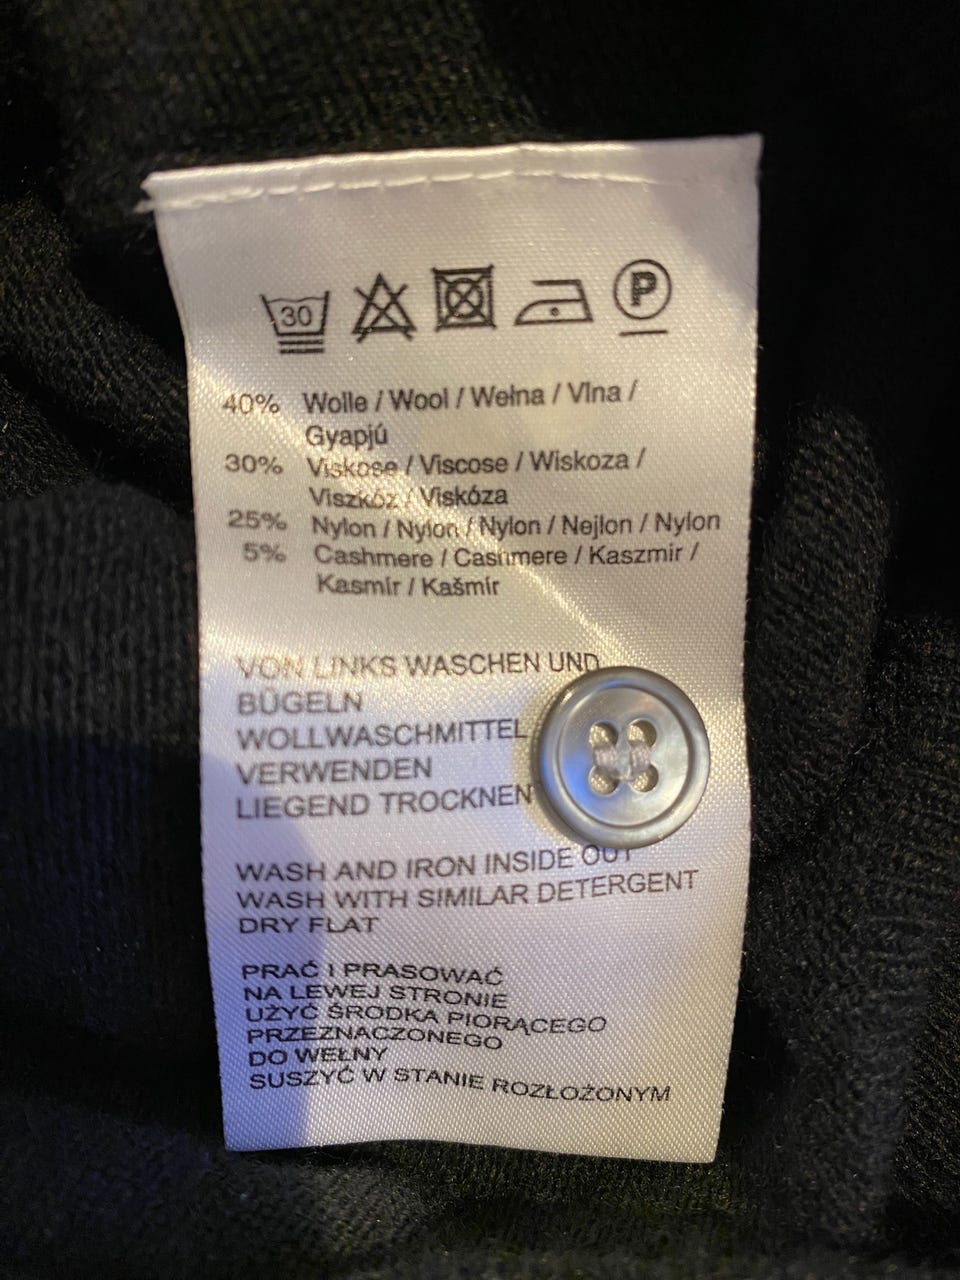 30 P
40% Wolle / Wool / Wełna / Vlna /
Gyapjú
30% Viskose / Viscose / Wiskoza /
Viszkóz / Viskóza
25% Nylon / Nylon / Nylon / Nejlon / Nylon
5% Cashmere / Cashmere / Kaszmir /
Kasmír / Kašmír
VON LINKS WASCHEN UND
BÜGELN
WOLLWASCHMITTEL
VERWENDEN
LIEGEND TROCKNEN
WASH AND IRON INSIDE OUT
WASH WITH SIMILAR DETERGENT
DRY FLAT
PRAĆ I PRASOWAĆ
NA LEWEJ STRONIE
UŻYĆ ŚRODKA PIORĄCEGO
PRZEZNACZONEGO
DO WEŁNY
SUSZYĆ W STANIE ROZŁOŻONYM